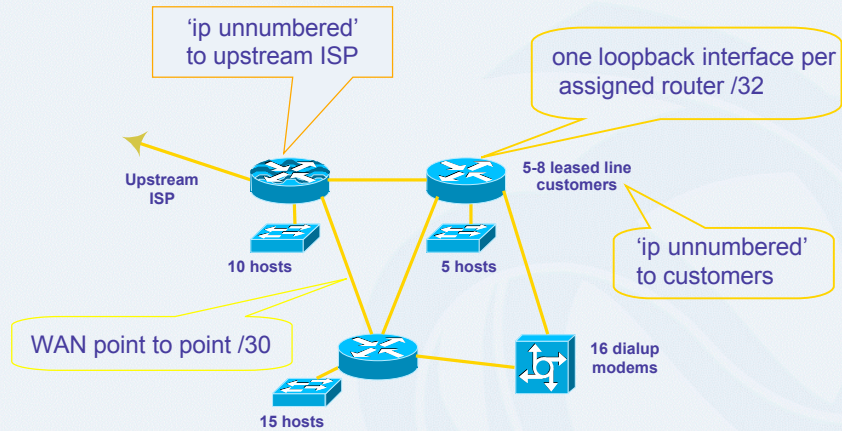 ‘ip unnumbered’
to upstream ISP
one loopback interface per
assigned router /32
Upstream
ISP
5-8 leased line
customers
10 hosts
5 hosts
‘ip unnumbered’
to customers
WAN point to point /30
16 dialup
modems
15 hosts